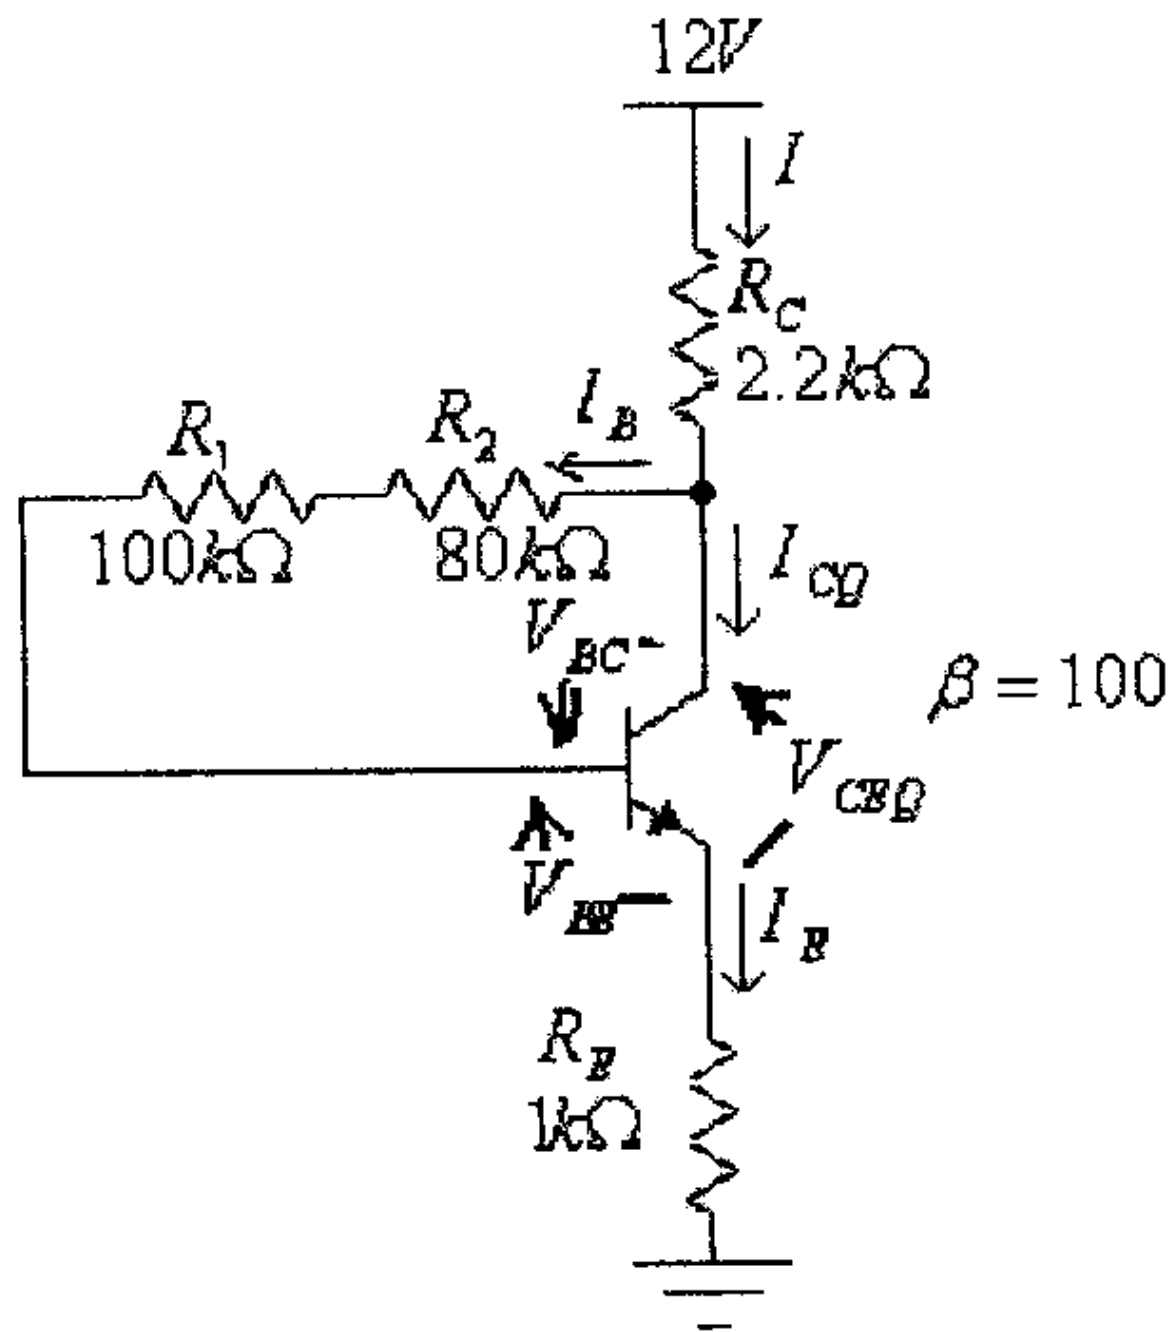 12V
I
R_C
2.2kΩ
I_B
R_1
R_2
100kΩ
80kΩ
I_CQ
V_BC-
β = 100
V_CEQ
V_BE-
I_E
R_E
1kΩ